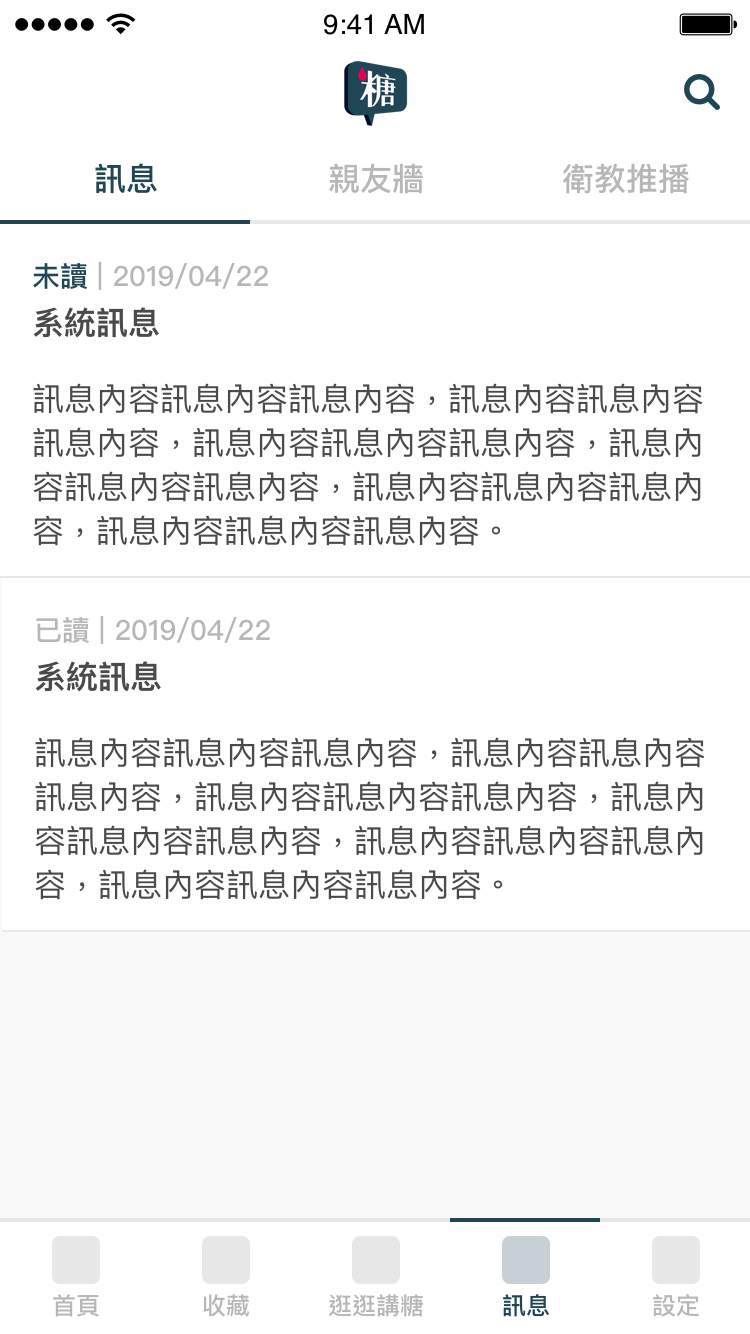 9:41 AM
糖
訊息 親友牆 衛教推播
未讀 | 2019/04/22
系統訊息
訊息內容訊息內容訊息內容，訊息內容訊息內容
訊息內容，訊息內容訊息內容訊息內容，訊息內
容訊息內容訊息內容，訊息內容訊息內容訊息內
容，訊息內容訊息內容訊息內容。
已讀 | 2019/04/22
系統訊息
訊息內容訊息內容訊息內容，訊息內容訊息內容
訊息內容，訊息內容訊息內容訊息內容，訊息內
容訊息內容訊息內容，訊息內容訊息內容訊息內
容，訊息內容訊息內容訊息內容。
首頁 收藏 逛逛講糖 訊息 設定